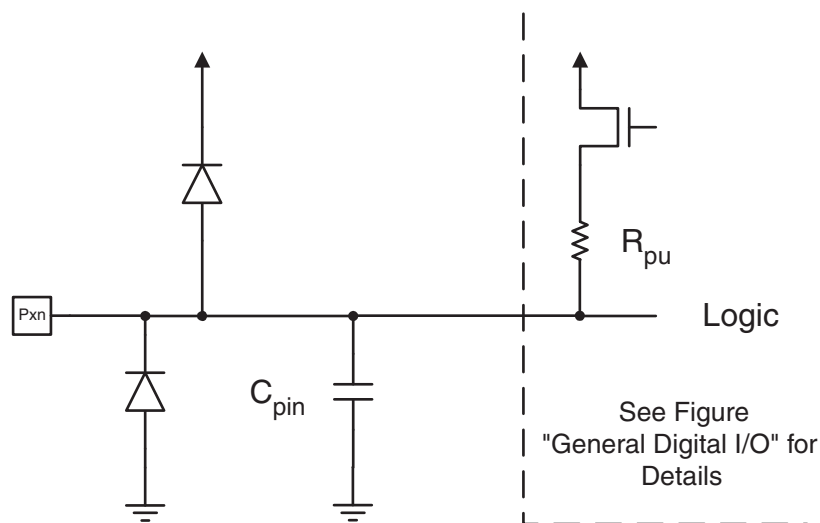 R
pu
Pxn
Logic
C
pin
See Figure
"General Digital I/O" for
Details